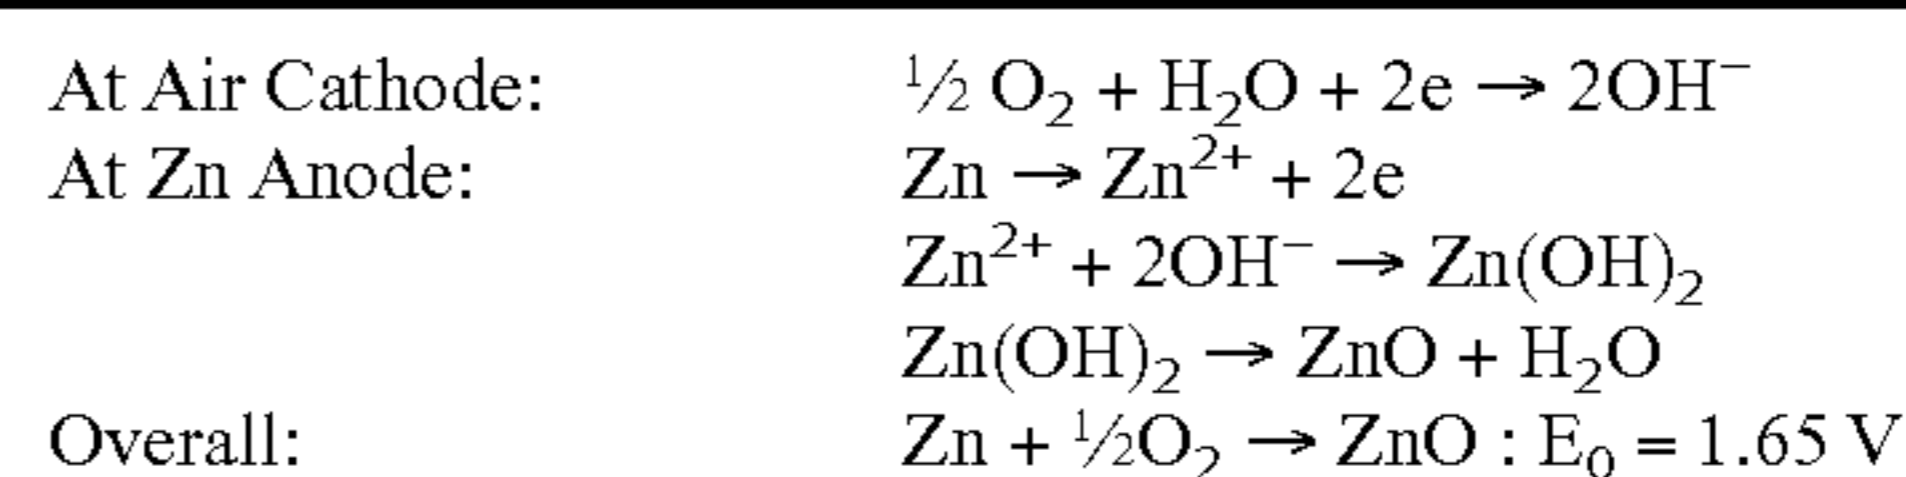 At Air Cathode: ½ O₂ + H₂O + 2e → 2OH⁻
At Zn Anode: Zn → Zn²⁺ + 2e
Zn²⁺ + 2OH⁻ → Zn(OH)₂
Zn(OH)₂ → ZnO + H₂O
Overall: Zn + ½O₂ → ZnO : E₀ = 1.65 V